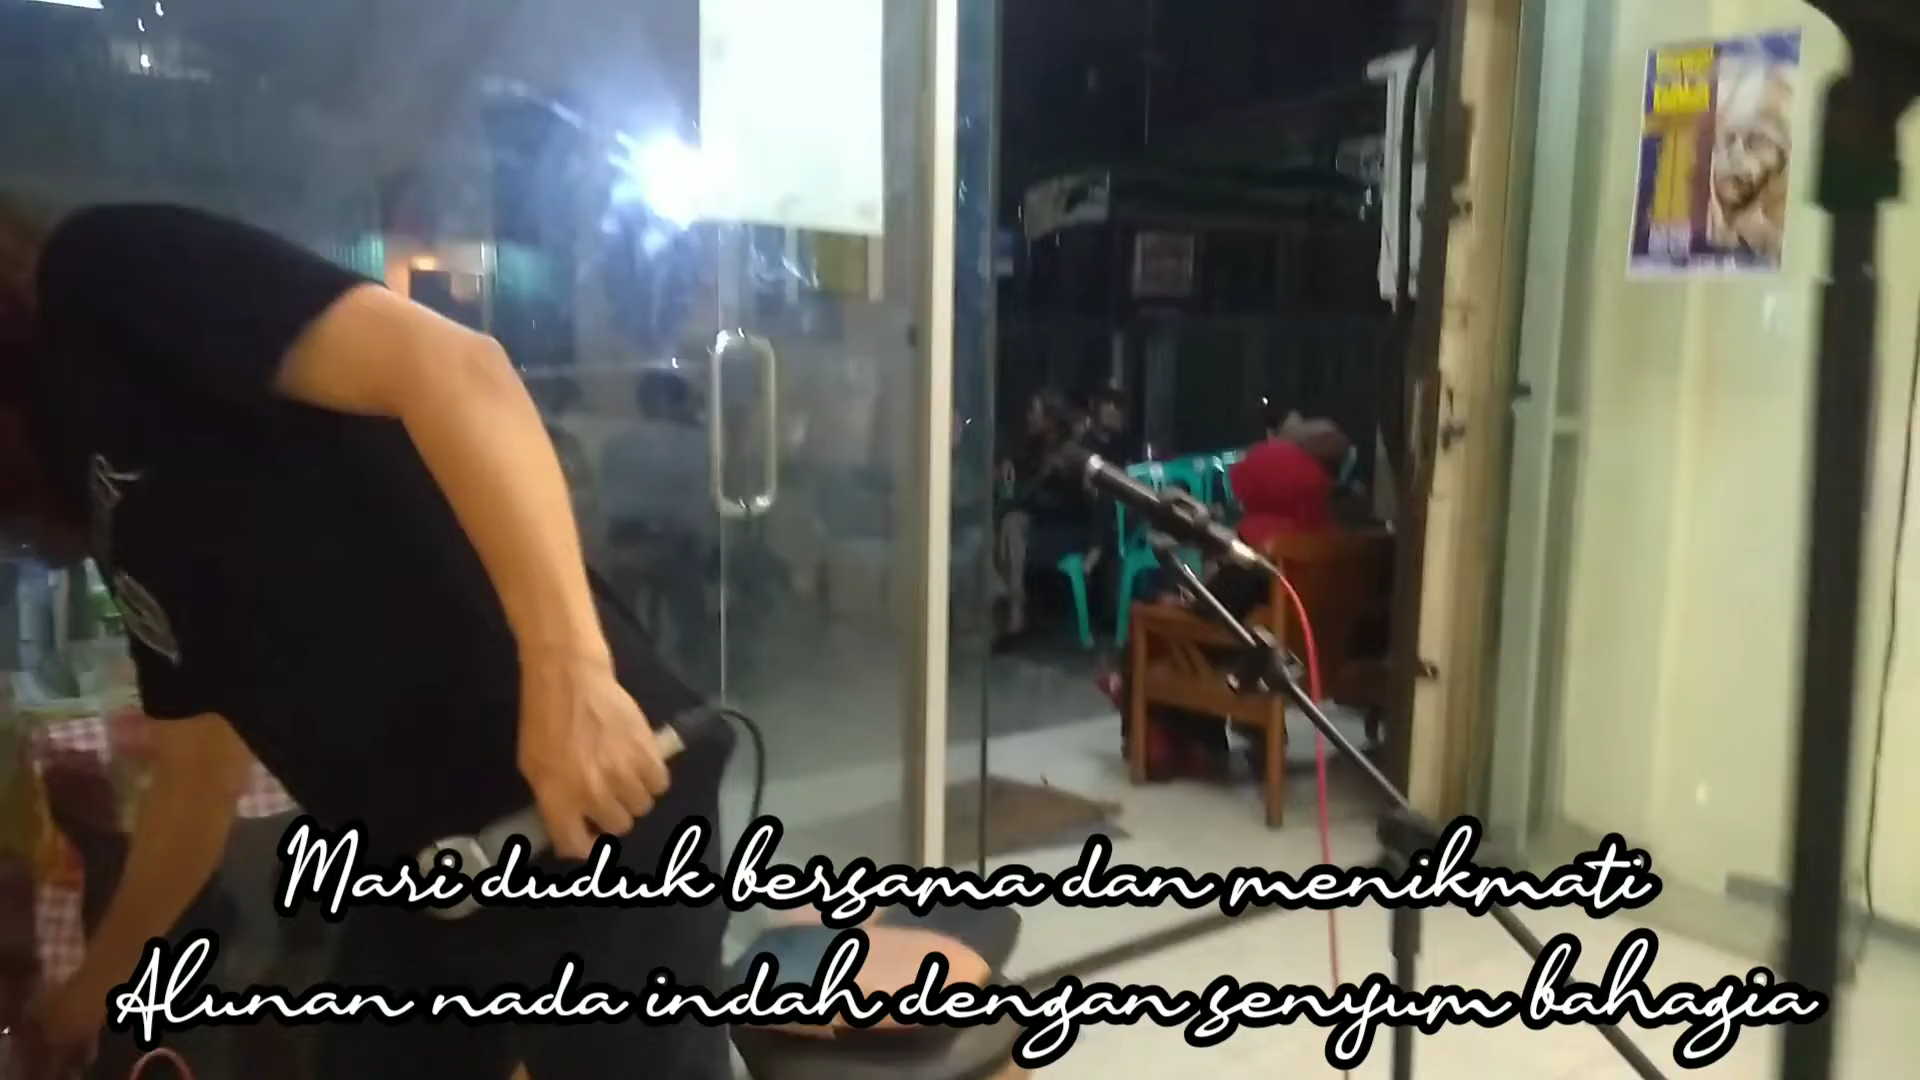 Mari duduk bersama dan menikmati
Alunan nada indah dengan senyum bahagia